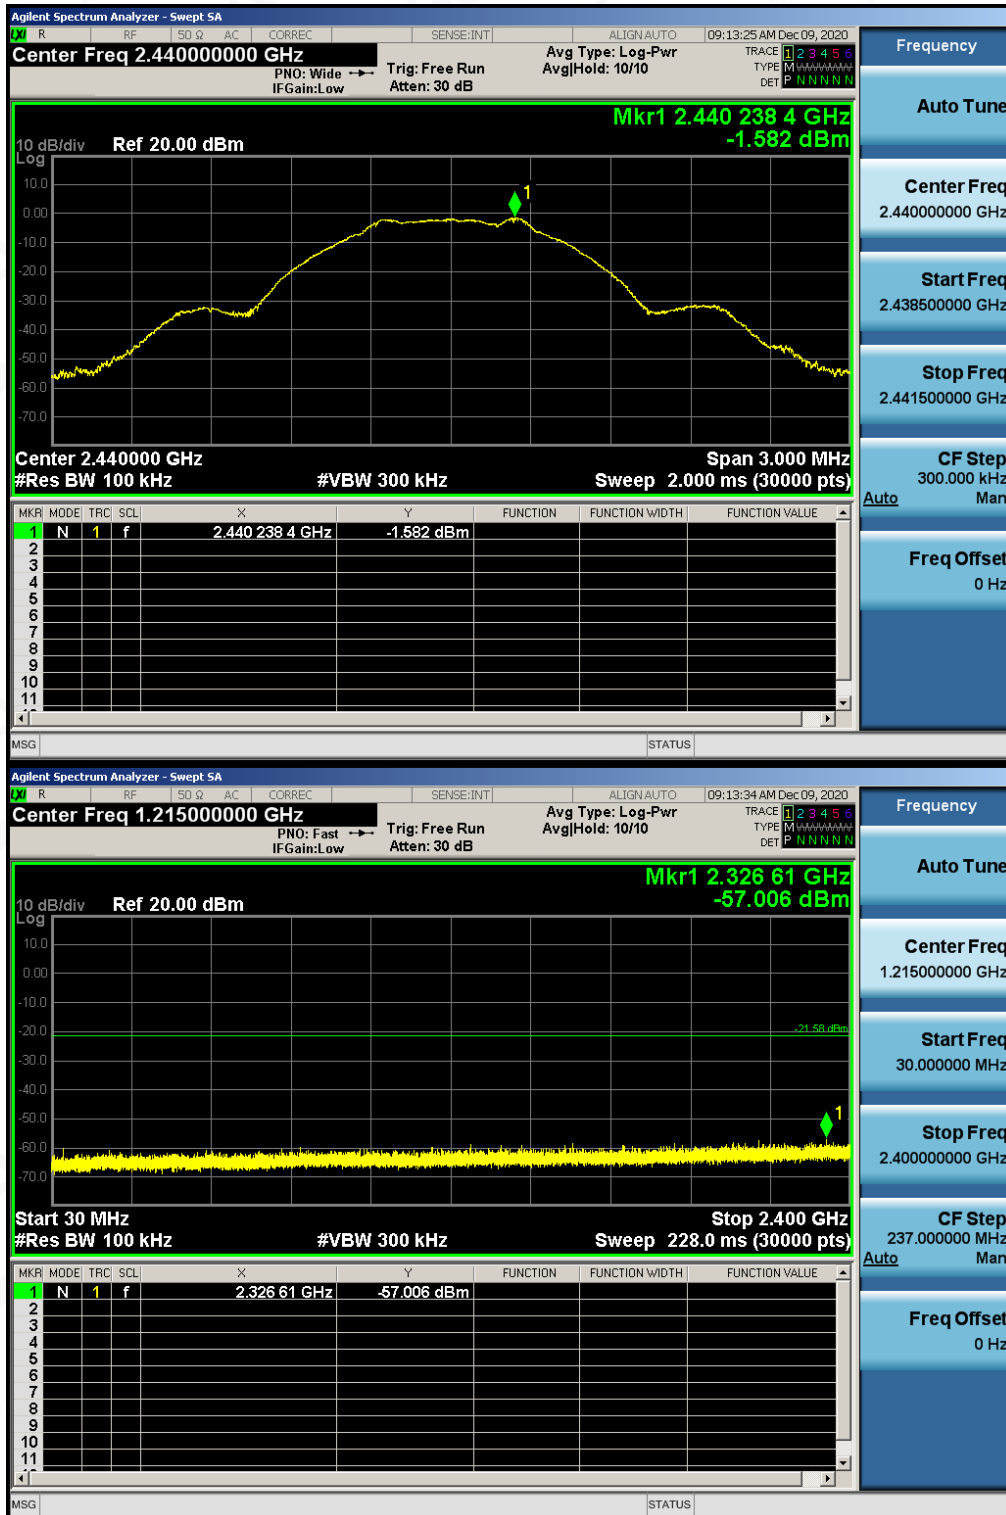 Agilent Spectrum Analyzer - Swept SA
LXI R RF 50 Ω AC CORREC SENSE:INT ALIGN AUTO 09:13:25 AM Dec 09, 2020
Center Freq 2.440000000 GHz
PNO: Wide Trig: Free Run
IFGain:Low Atten: 30 dB
Avg Type: Log-Pwr
Avg|Hold: 10/10
TRACE 1 2 3 4 5 6
TYPE M WWWWW
DET P N N N N N
Mkr1 2.440 238 4 GHz
-1.582 dBm
10 dB/div Ref 20.00 dBm
Log
10.0
0.00
-10.0
-20.0
-30.0
-40.0
-50.0
-60.0
-70.0
1
Center 2.440000 GHz Span 3.000 MHz
#Res BW 100 kHz #VBW 300 kHz Sweep 2.000 ms (30000 pts)
MKR MODE TRC SCL X Y FUNCTION FUNCTION WIDTH FUNCTION VALUE
1 N 1 f 2.440 238 4 GHz -1.582 dBm
2
3
4
5
6
7
8
9
10
11
MSG STATUS
Frequency
Auto Tune
Center Freq
2.440000000 GHz
Start Freq
2.438500000 GHz
Stop Freq
2.441500000 GHz
CF Step
300.000 kHz
Auto Man
Freq Offset
0 Hz
Agilent Spectrum Analyzer - Swept SA
LXI R RF 50 Ω AC CORREC SENSE:INT ALIGN AUTO 09:13:34 AM Dec 09, 2020
Center Freq 1.215000000 GHz
PNO: Fast Trig: Free Run
IFGain:Low Atten: 30 dB
Avg Type: Log-Pwr
Avg|Hold: 10/10
TRACE 1 2 3 4 5 6
TYPE M WWWWW
DET P N N N N N
Mkr1 2.326 61 GHz
-57.006 dBm
10 dB/div Ref 20.00 dBm
Log
10.0
0.00
-10.0
-20.0
-30.0
-40.0
-50.0
-60.0
-70.0
-21.58 dBm
1
Start 30 MHz Stop 2.400 GHz
#Res BW 100 kHz #VBW 300 kHz Sweep 228.0 ms (30000 pts)
MKR MODE TRC SCL X Y FUNCTION FUNCTION WIDTH FUNCTION VALUE
1 N 1 f 2.326 61 GHz -57.006 dBm
2
3
4
5
6
7
8
9
10
11
MSG STATUS
Frequency
Auto Tune
Center Freq
1.215000000 GHz
Start Freq
30.000000 MHz
Stop Freq
2.400000000 GHz
CF Step
237.000000 MHz
Auto Man
Freq Offset
0 Hz